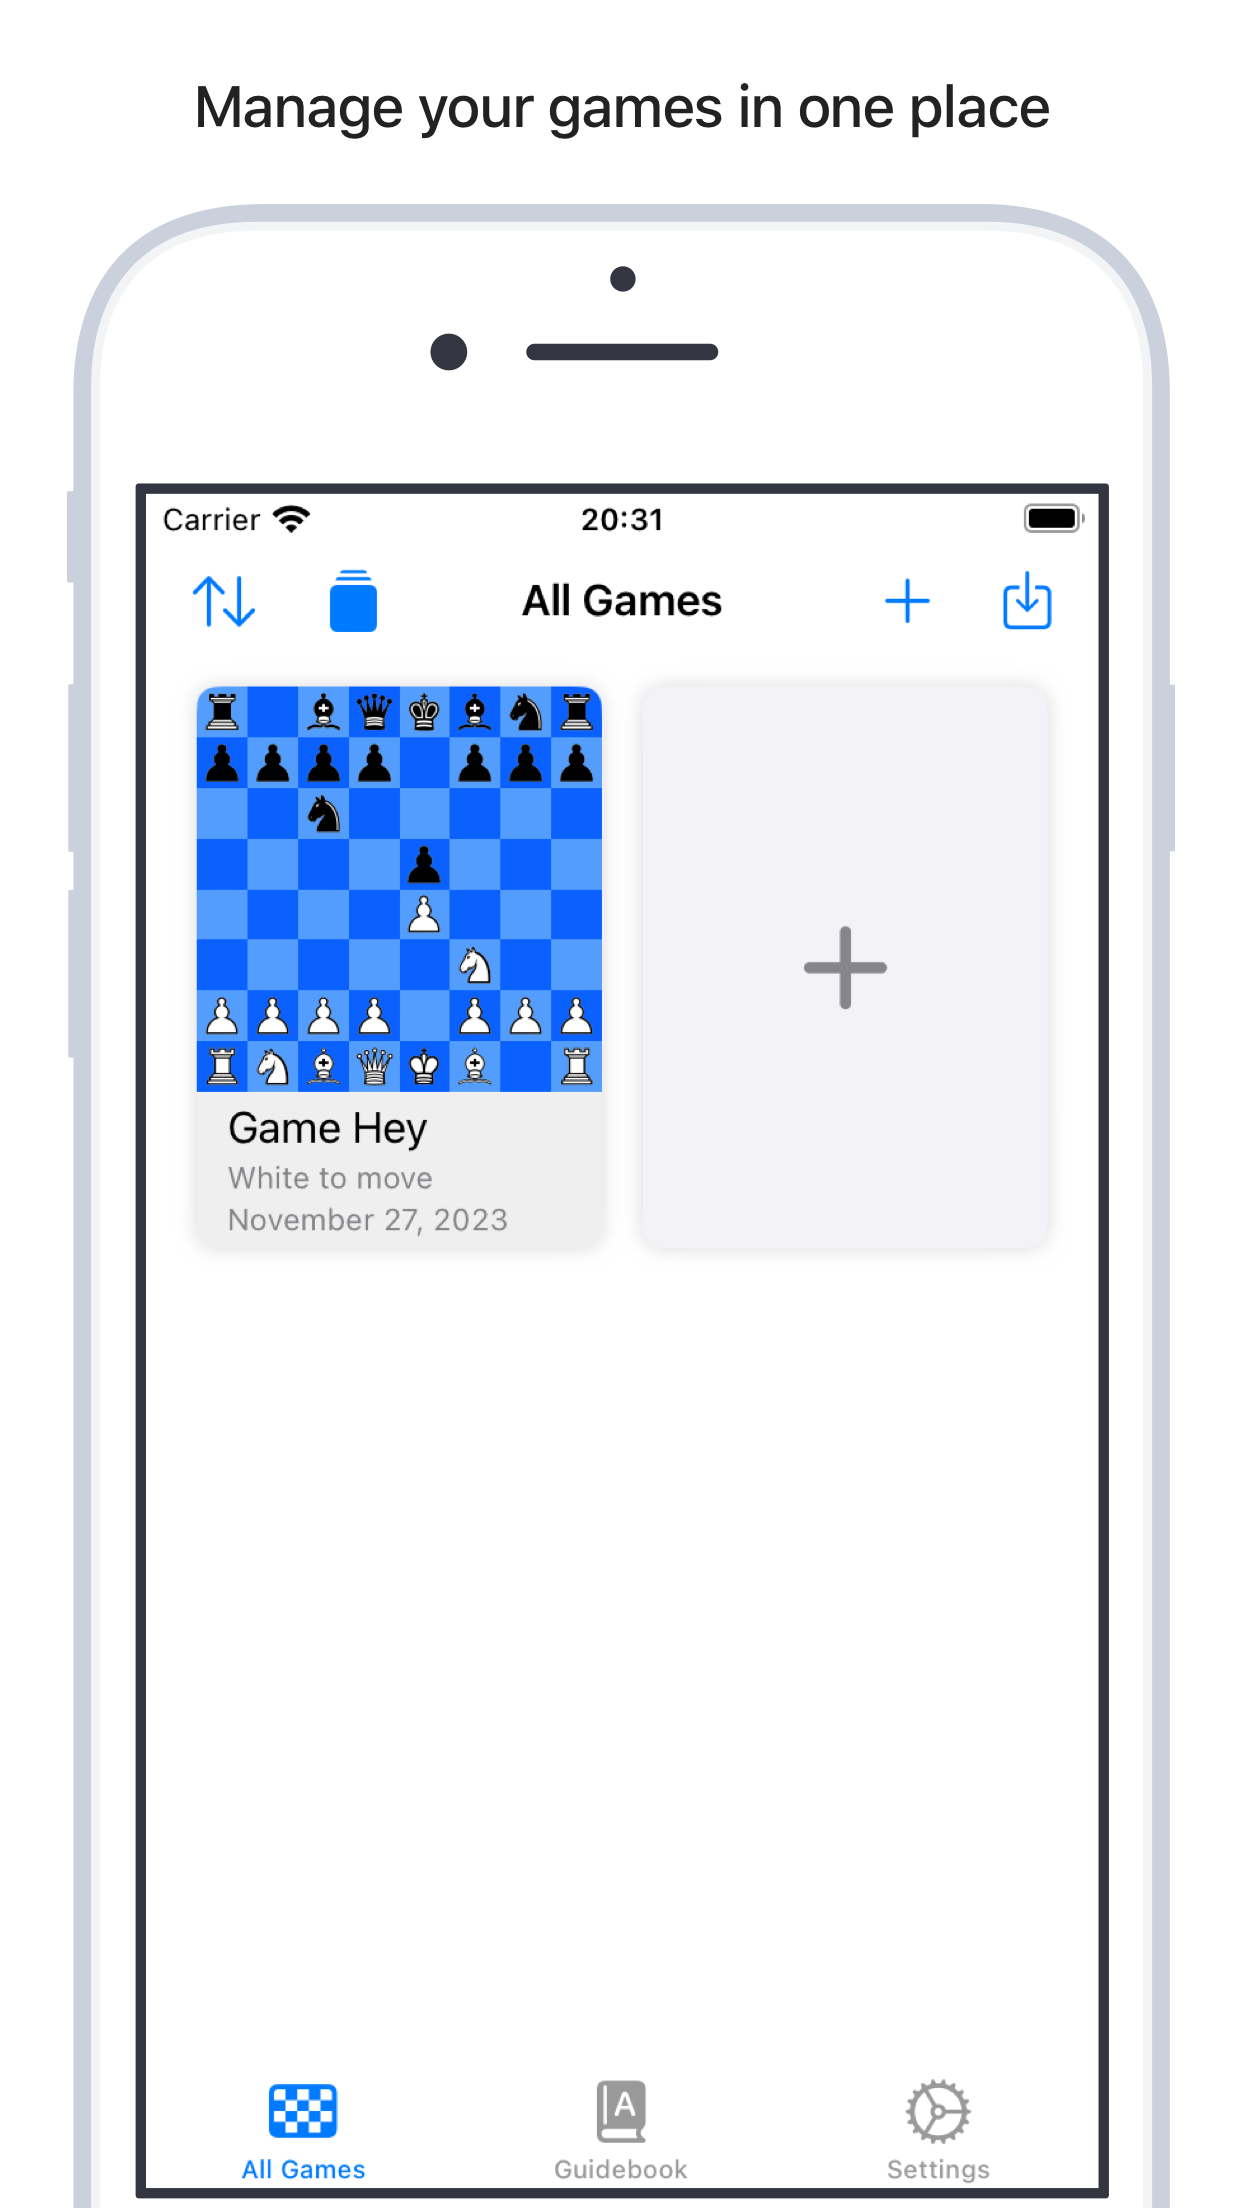 Manage your games in one place
Carrier
20:31
All Games
Game Hey
White to move
November 27, 2023
A
All Games
Guidebook
Settings